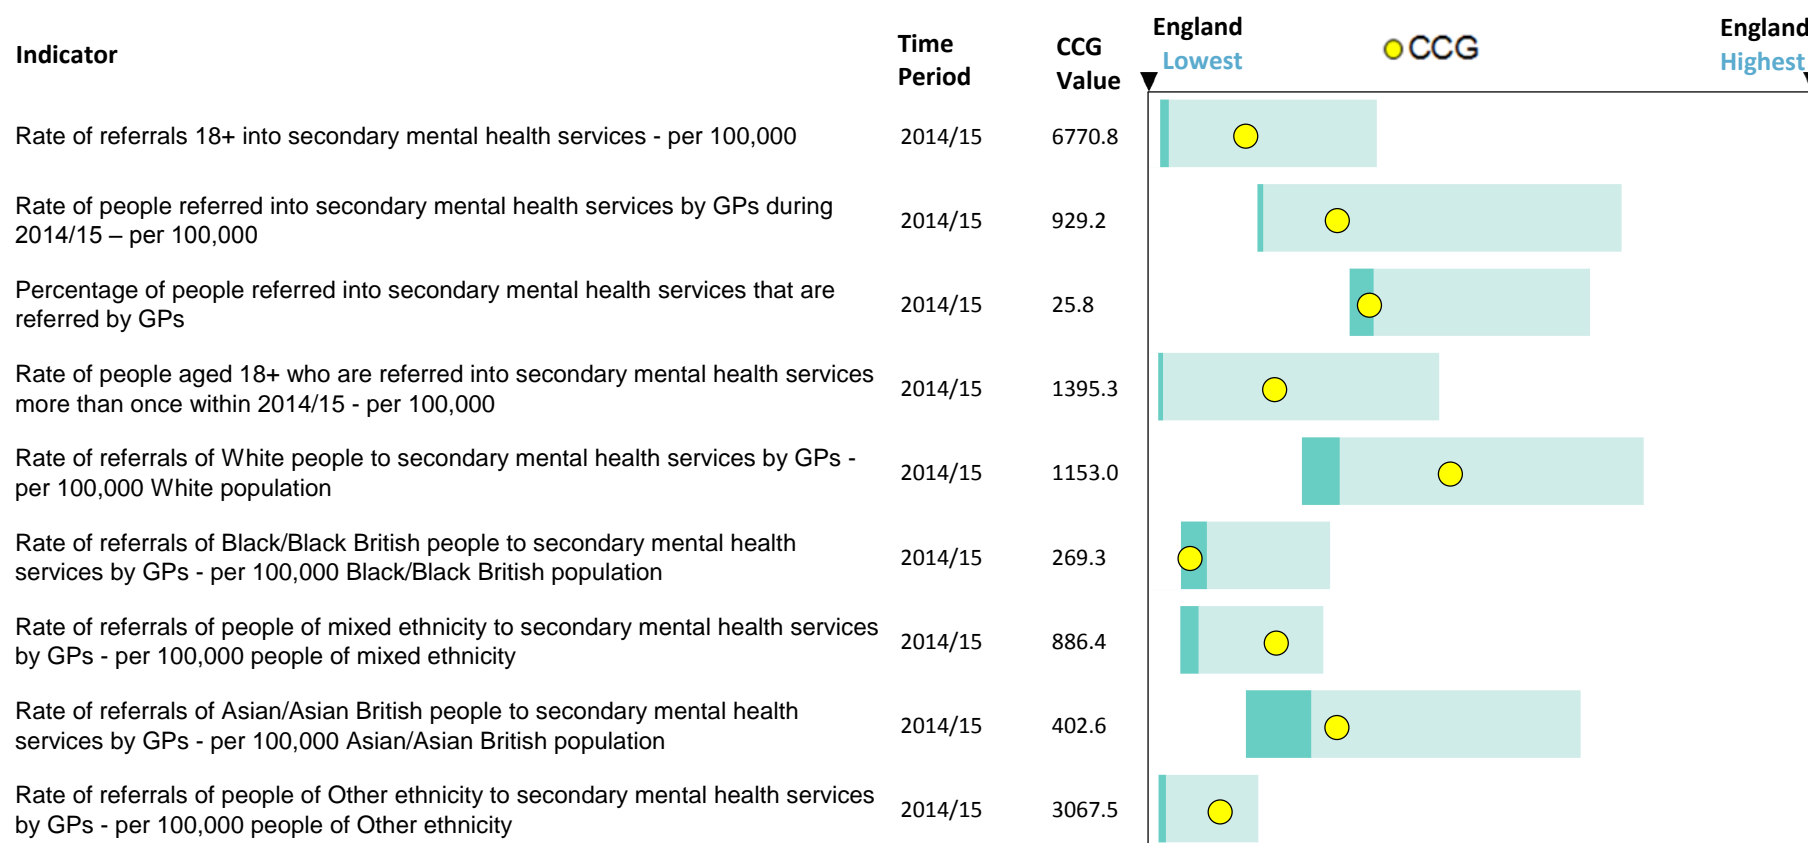 Indicator
Time Period
CCG Value
England Lowest
CCG
England Highest
Rate of referrals 18+ into secondary mental health services - per 100,000
2014/15
6770.8
Rate of people referred into secondary mental health services by GPs during
2014/15 – per 100,000
2014/15
929.2
Percentage of people referred into secondary mental health services that are
referred by GPs
2014/15
25.8
Rate of people aged 18+ who are referred into secondary mental health services
more than once within 2014/15 - per 100,000
2014/15
1395.3
Rate of referrals of White people to secondary mental health services by GPs -
per 100,000 White population
2014/15
1153.0
Rate of referrals of Black/Black British people to secondary mental health
services by GPs - per 100,000 Black/Black British population
2014/15
269.3
Rate of referrals of people of mixed ethnicity to secondary mental health services
by GPs - per 100,000 people of mixed ethnicity
2014/15
886.4
Rate of referrals of Asian/Asian British people to secondary mental health
services by GPs - per 100,000 Asian/Asian British population
2014/15
402.6
Rate of referrals of people of Other ethnicity to secondary mental health services
by GPs - per 100,000 people of Other ethnicity
2014/15
3067.5